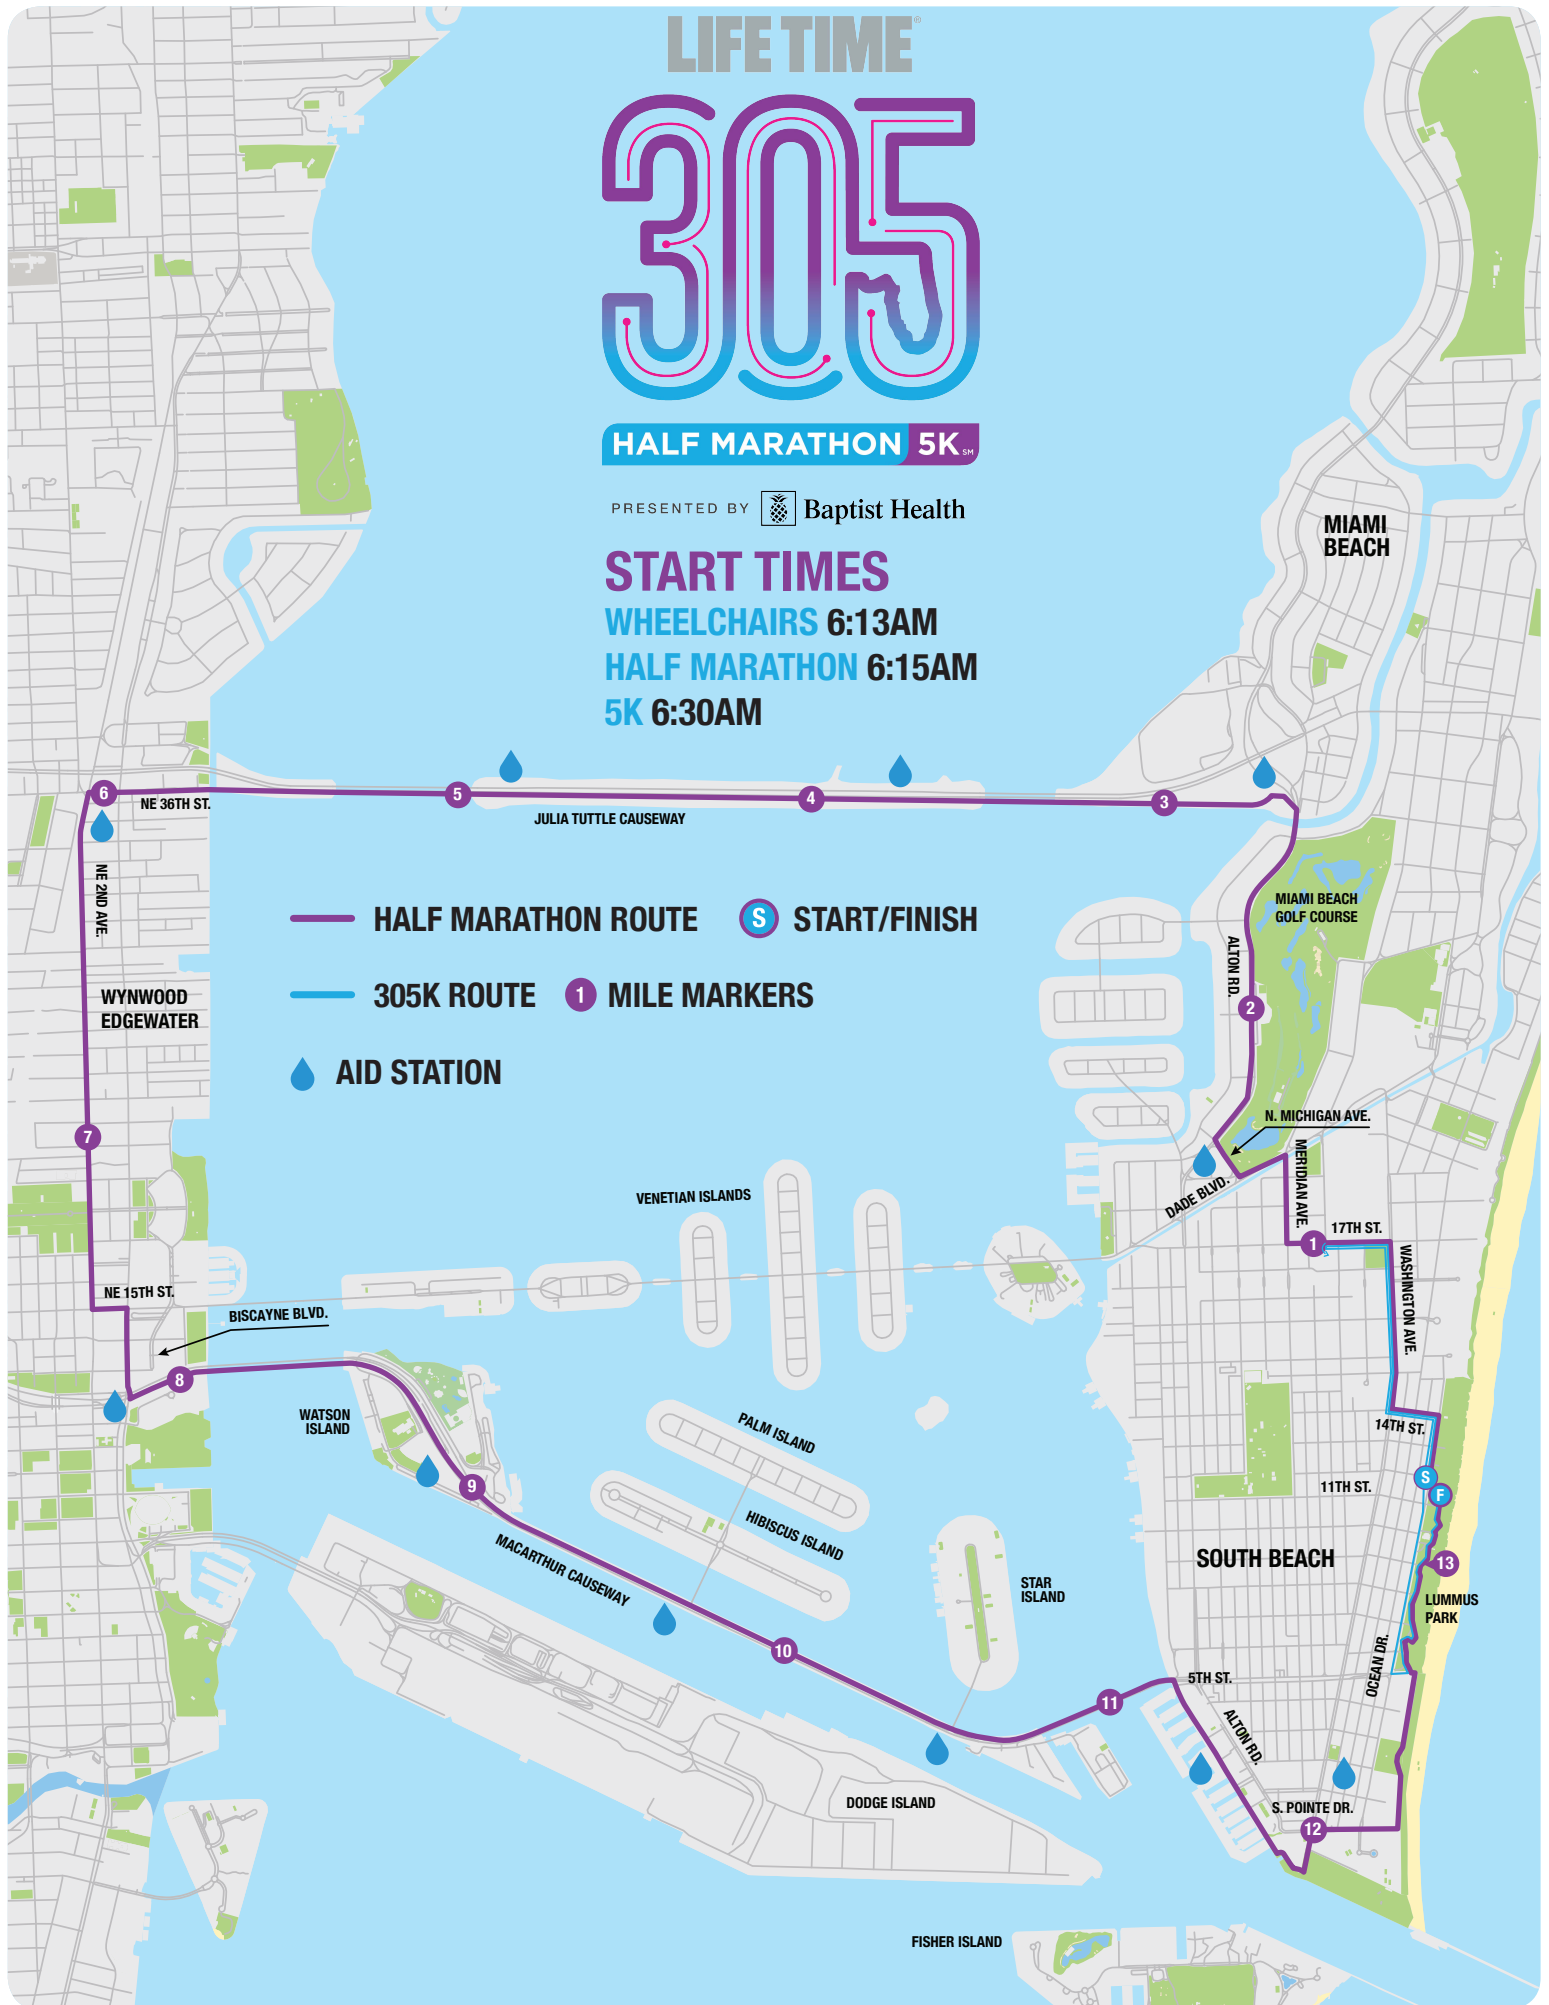 LIFE TIME®
305
HALF MARATHON 5K SM
PRESENTED BY Baptist Health
START TIMES
WHEELCHAIRS 6:13AM
HALF MARATHON 6:15AM
5K 6:30AM
MIAMI
BEACH
6
5
4
3
NE 36TH ST.
JULIA TUTTLE CAUSEWAY
NE 2ND AVE.
HALF MARATHON ROUTE
S START/FINISH
305K ROUTE
1 MILE MARKERS
AID STATION
MIAMI BEACH
GOLF COURSE
ALTON RD.
2
WYNWOOD
EDGEWATER
7
N. MICHIGAN AVE.
MERIDIAN AVE.
DADE BLVD.
VENETIAN ISLANDS
17TH ST.
1
WASHINGTON AVE.
NE 15TH ST.
BISCAYNE BLVD.
8
WATSON
ISLAND
9
PALM ISLAND
HIBISCUS ISLAND
MACARTHUR CAUSEWAY
14TH ST.
11TH ST.
S
F
SOUTH BEACH
13
STAR
ISLAND
LUMMUS
PARK
10
OCEAN DR.
5TH ST.
11
ALTON RD.
DODGE ISLAND
S. POINTE DR.
12
FISHER ISLAND